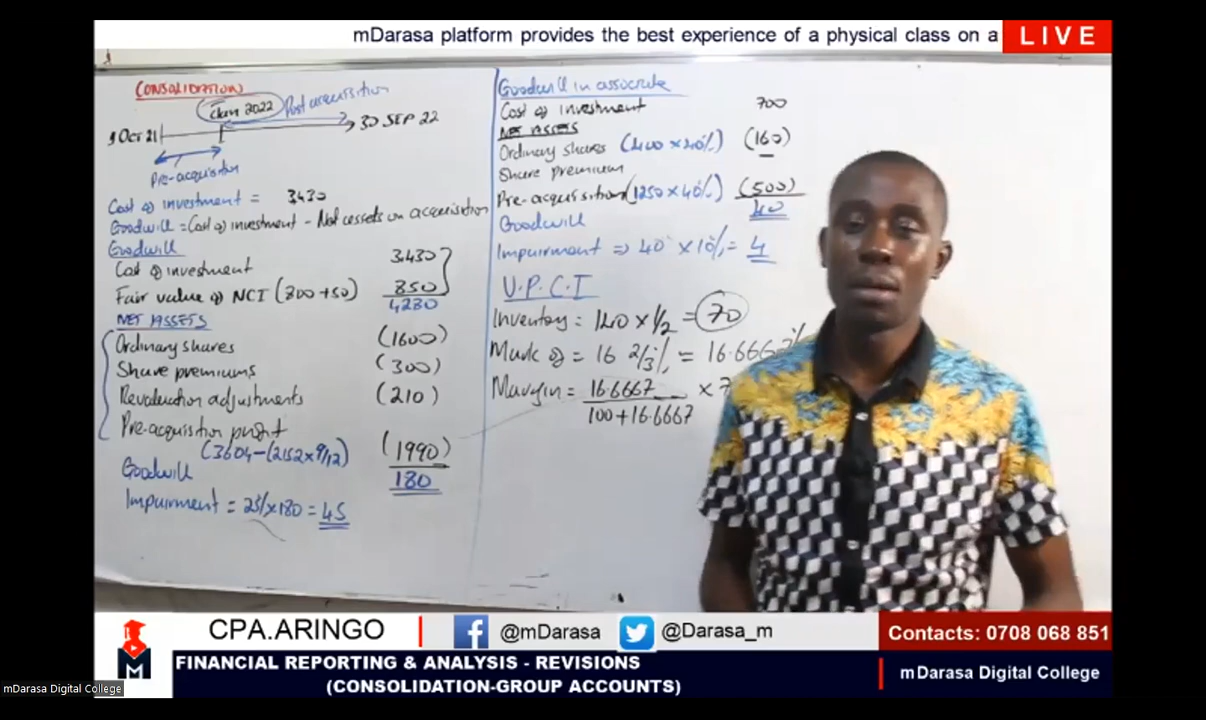 mDarasa platform provides the best experience of a physical class on a
LIVE
CONSOLIDATION
1 Jan 2022 Post acquisition
Oct 21 30 SEP 22
Pre-acquisition
Cost of investment = 3430
Goodwill = Cost of investment - Net assets on acquisition
Goodwill
Cost of investment 3430
Fair value of NCI (800+50) 850
4280
NET ASSETS
Ordinary shares (1600)
Share premiums (300)
Revaluation adjustments (210)
Pre-acquisition profit
(3604-(2152x9/12) (1990)
Goodwill 180
Impairment = 25/x180 = 45
Goodwill in associate
Cost of investment 700
NET ASSETS
Ordinary shares (400 x 40%) (160)
Share premium -
Pre-acquisition (1250 x 40%) (500)
Goodwill 40
Impairment => 40 x 10% = 4
U.P.C.I
Inventory = 140 x 1/2 = 70
Mark of = 16 2/3% = 16.6667%
Margin = 16.6667 x 7
100+16.6667
CPA.ARINGO
@mDarasa
@Darasa_m
Contacts: 0708 068 851
M
FINANCIAL REPORTING & ANALYSIS - REVISIONS
(CONSOLIDATION-GROUP ACCOUNTS)
mDarasa Digital College
mDarasa Digital College